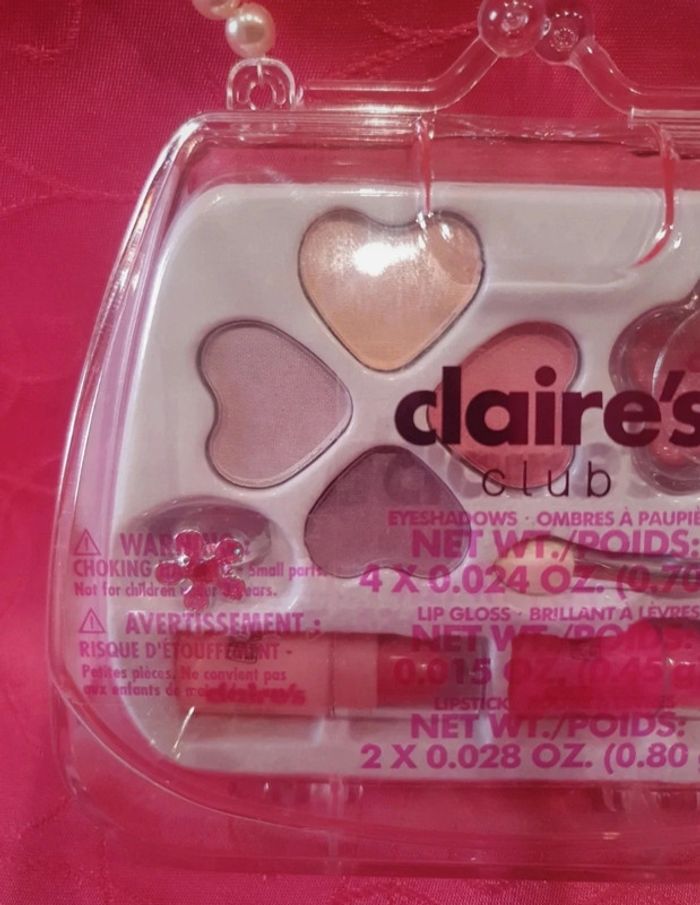 claire's
club
EYESHADOWS · OMBRES À PAUPIÈ
NET WT./POIDS:
4 X 0.024 OZ. (0.70
LIP GLOSS · BRILLANT À LÈVRE
NET WT./POIDS:
0.015 OZ. (0.45 g
LIPSTICK
NET WT./POIDS:
2 X 0.028 OZ. (0.80
WARNING:
CHOKING Small parts.
Not for children under years.
AVERTISSEMENT :
RISQUE D'ÉTOUFFEMENT -
Petites pièces. Ne convient pas
aux enfants de
claire's